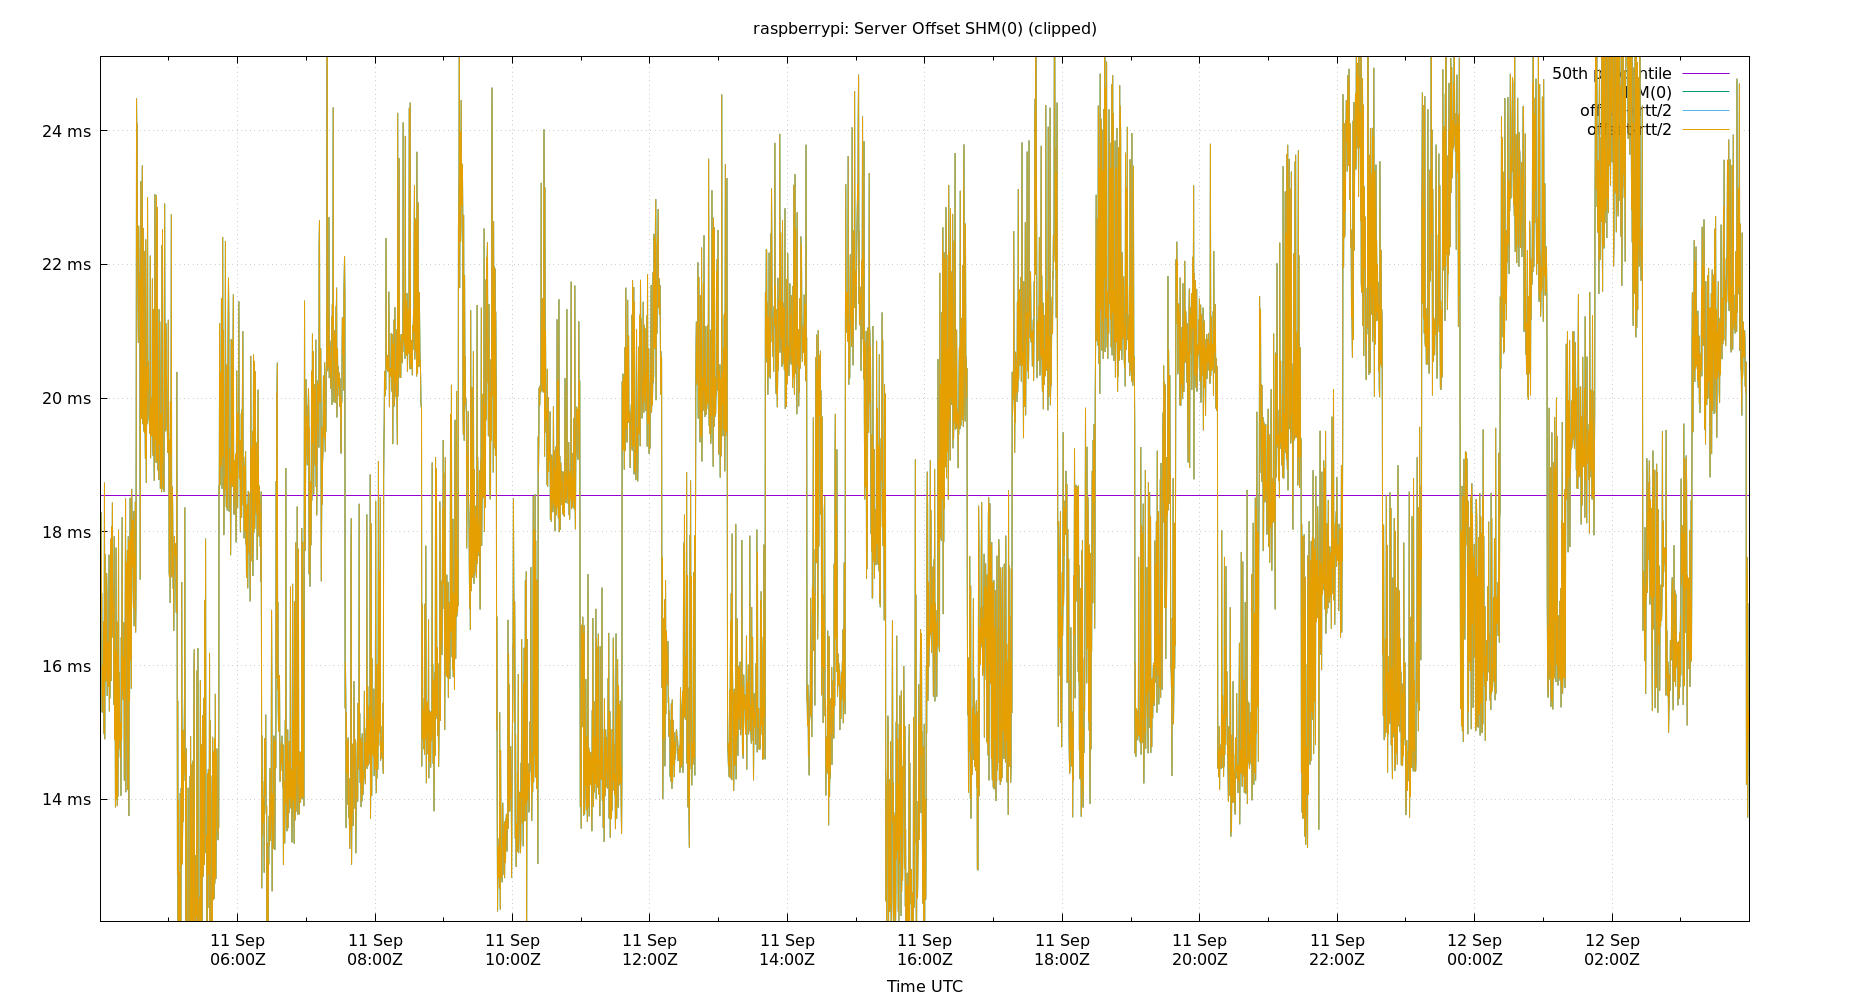 raspberrypi: Server Offset SHM(0) (clipped)
24 ms
22 ms
20 ms
18 ms
16 ms
14 ms
50th
rtt/2
rtt/2
11 Sep
06:00Z
11 Sep
08:00Z
11 Sep
10:00Z
11 Sep
12:00Z
11 Sep
14:00Z
11 Sep
16:00Z
11 Sep
18:00Z
11 Sep
20:00Z
11 Sep
22:00Z
12 Sep
00:00Z
12 Sep
02:00Z
Time UTC